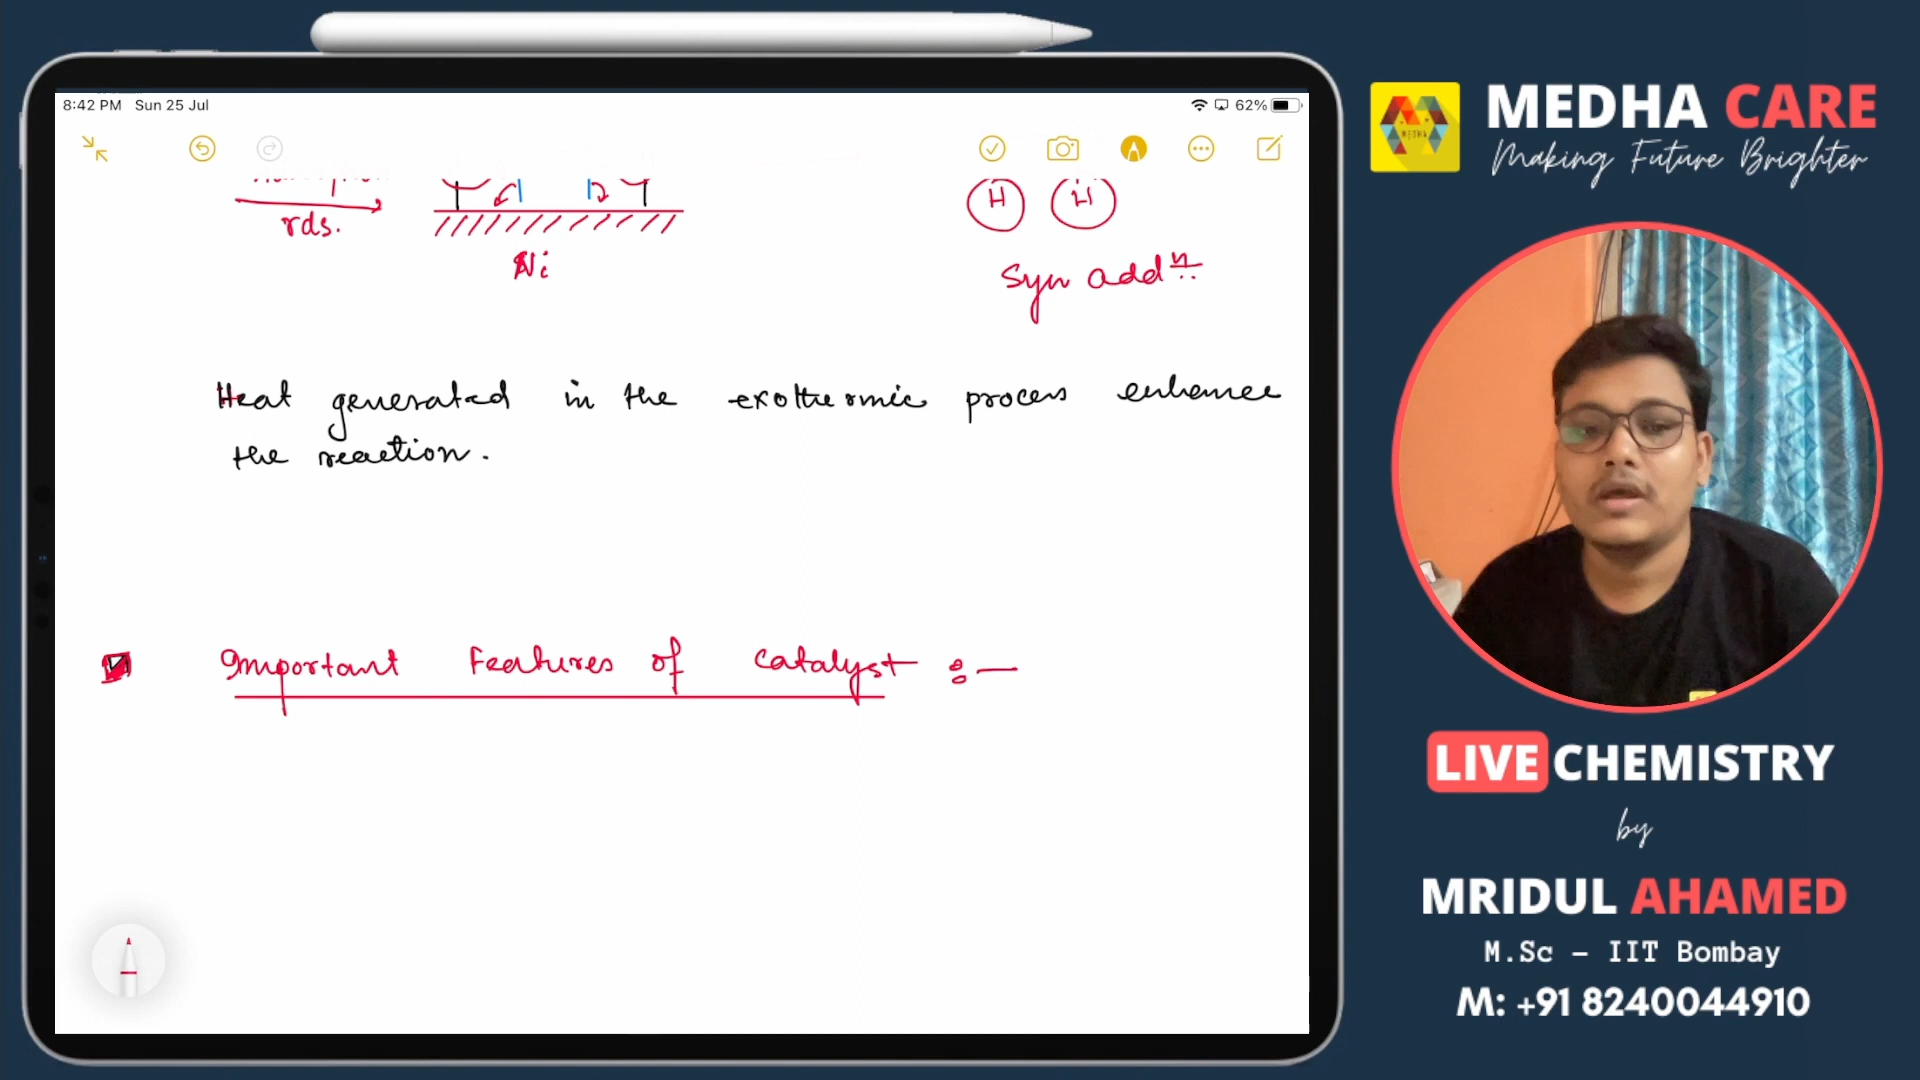 8:42 PM Sun 25 Jul
62%
rds.
H H
Ni
Syn addⁿ
Heat generated in the exothermic process enhance
the reaction.
Important Features of catalyst :—
MEDHA CARE
Making Future Brighter
MEDHA
LIVE CHEMISTRY
by
MRIDUL AHAMED
M.Sc – IIT Bombay
M: +91 8240044910